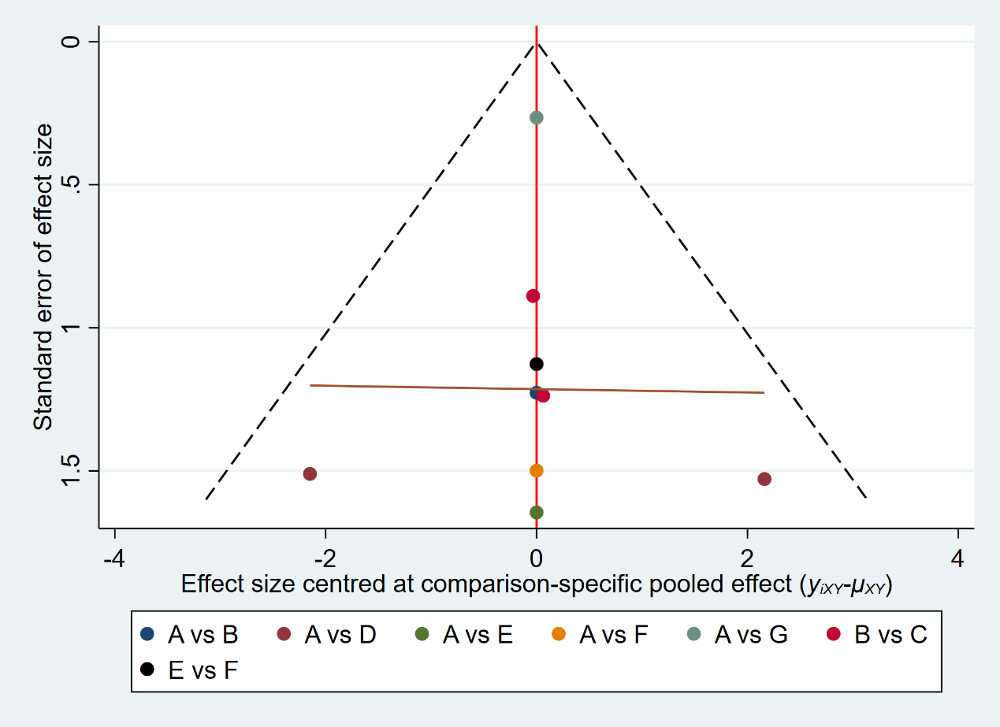 0
.5
1
1.5
Standard error of effect size
-4 -2 0 2 4
Effect size centred at comparison-specific pooled effect (yiXY-μXY)
A vs B A vs D A vs E A vs F A vs G B vs C
E vs F